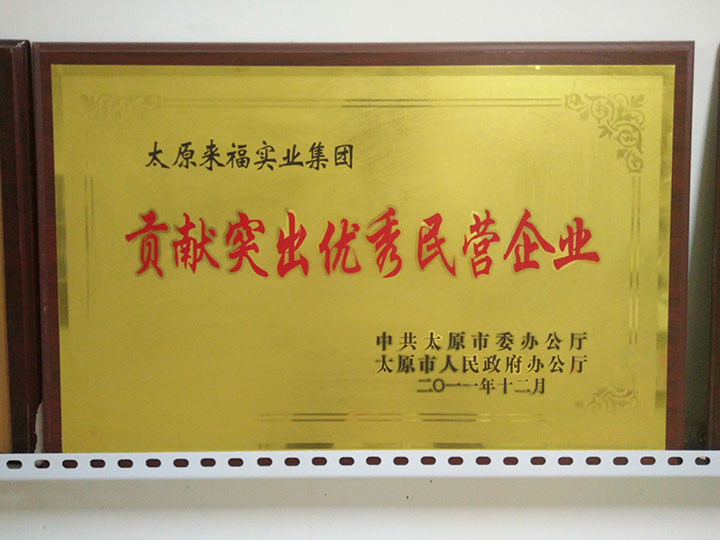 太原来福实业集团
贡献突出优秀民营企业
中共太原市委办公厅
太原市人民政府办公厅
二〇一一年十二月